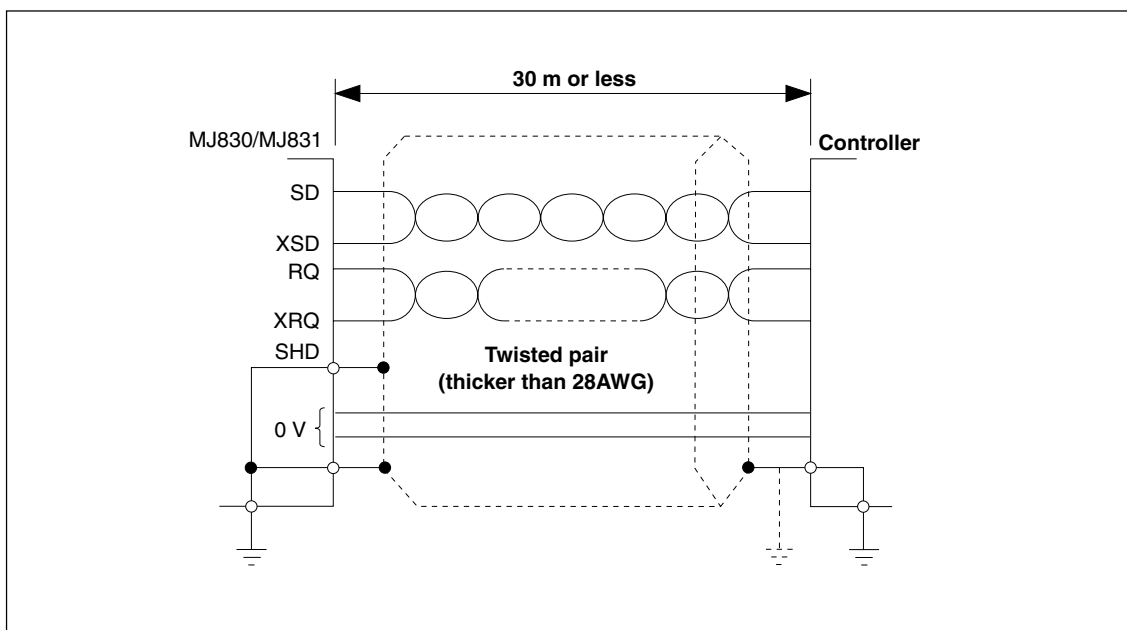 30 m or less
MJ830/MJ831
Controller
SD
XSD
RQ
XRQ
SHD
Twisted pair
(thicker than 28AWG)
0 V